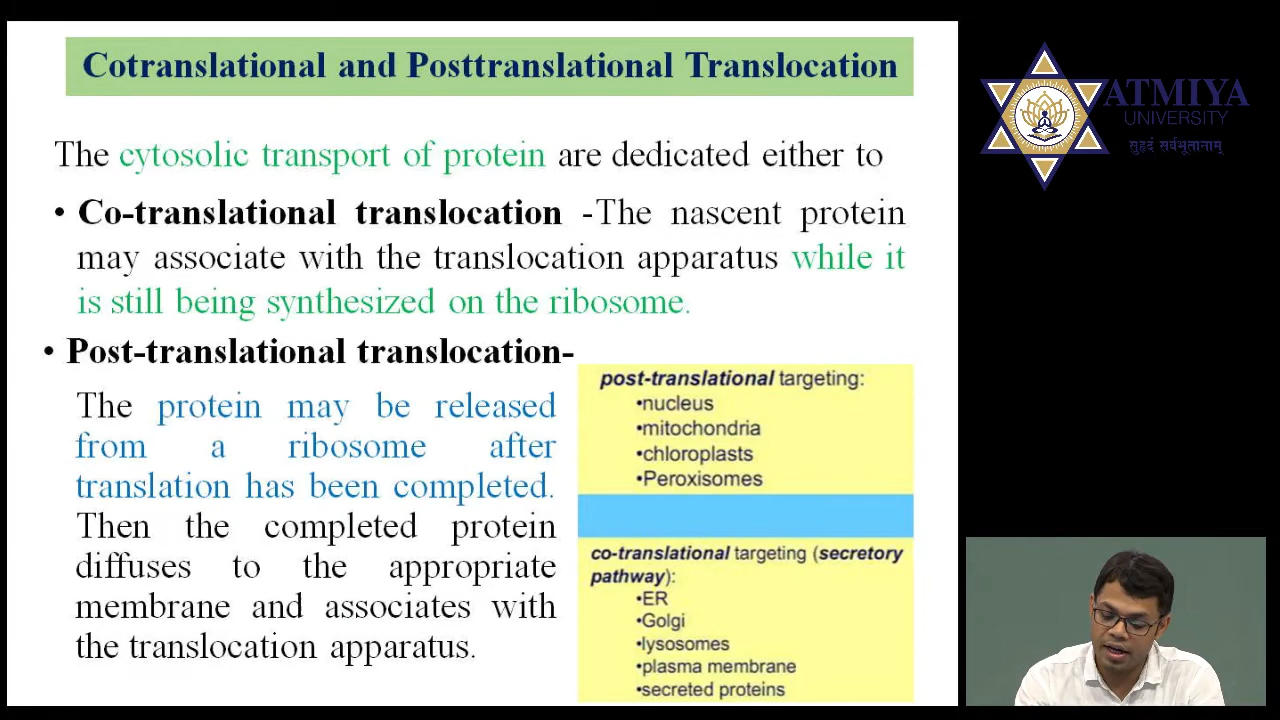 Cotranslational and Posttranslational Translocation
The cytosolic transport of protein are dedicated either to
• Co-translational translocation -The nascent protein
may associate with the translocation apparatus while it
is still being synthesized on the ribosome.
• Post-translational translocation-
The protein may be released
from a ribosome after
translation has been completed.
Then the completed protein
diffuses to the appropriate
membrane and associates with
the translocation apparatus.
post-translational targeting:
•nucleus
•mitochondria
•chloroplasts
•Peroxisomes
co-translational targeting (secretory
pathway):
•ER
•Golgi
•lysosomes
•plasma membrane
•secreted proteins
ATMIYA
UNIVERSITY
सुहृदं सर्वभूतानाम्